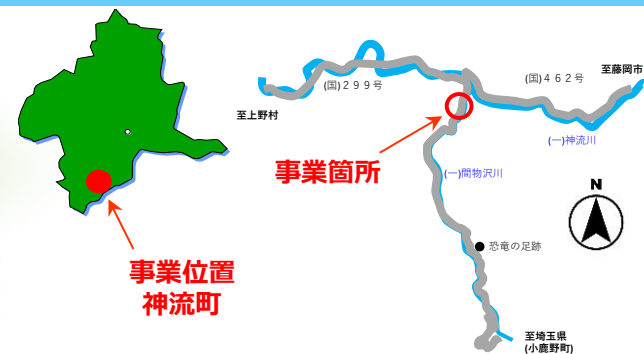 (国)２９９号
(国)４６２号
至藤岡市
至上野村
(一)神流川
事業箇所
(一)間物沢川
N
恐竜の足跡
事業位置
神流町
至埼玉県
(小鹿野町)